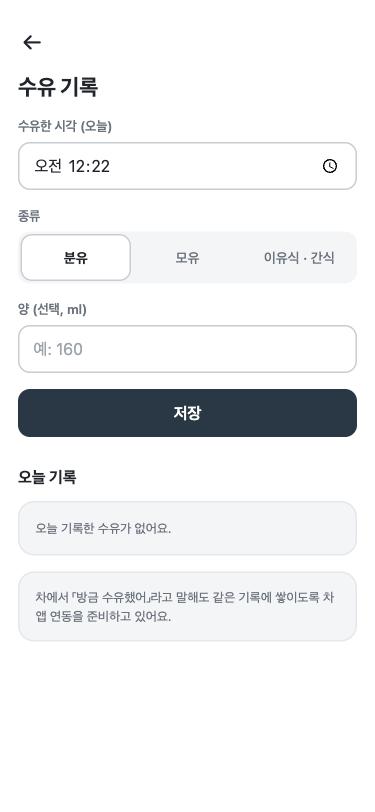 수유 기록
수유한 시각 (오늘)
오전 12:22
종류
분유 모유 이유식 · 간식
양 (선택, ml)
예: 160
저장
오늘 기록
오늘 기록한 수유가 없어요.
차에서 「방금 수유했어」라고 말해도 같은 기록에 쌓이도록 차
앱 연동을 준비하고 있어요.